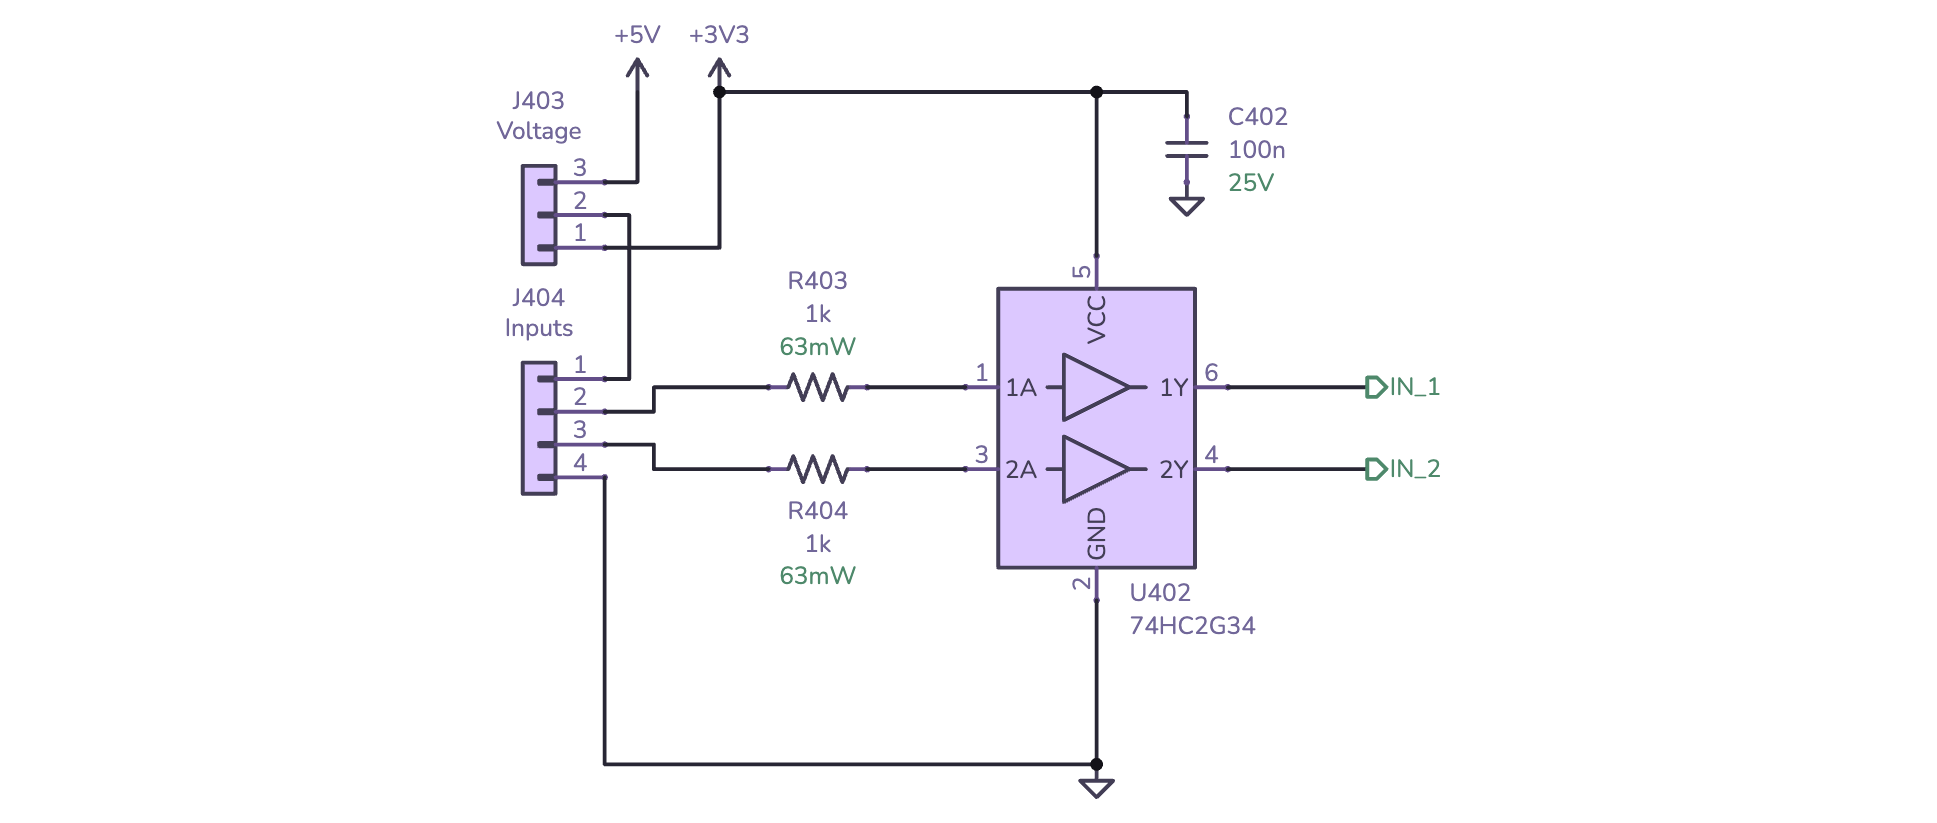 +5V
+3V3
J403
Voltage
3
2
1
C402
100n
25V
J404
Inputs
1
2
3
4
R403
1k
63mW
R404
1k
63mW
5
VCC
1
1A
1Y
6
IN_1
3
2A
2Y
4
IN_2
GND
2
U402
74HC2G34